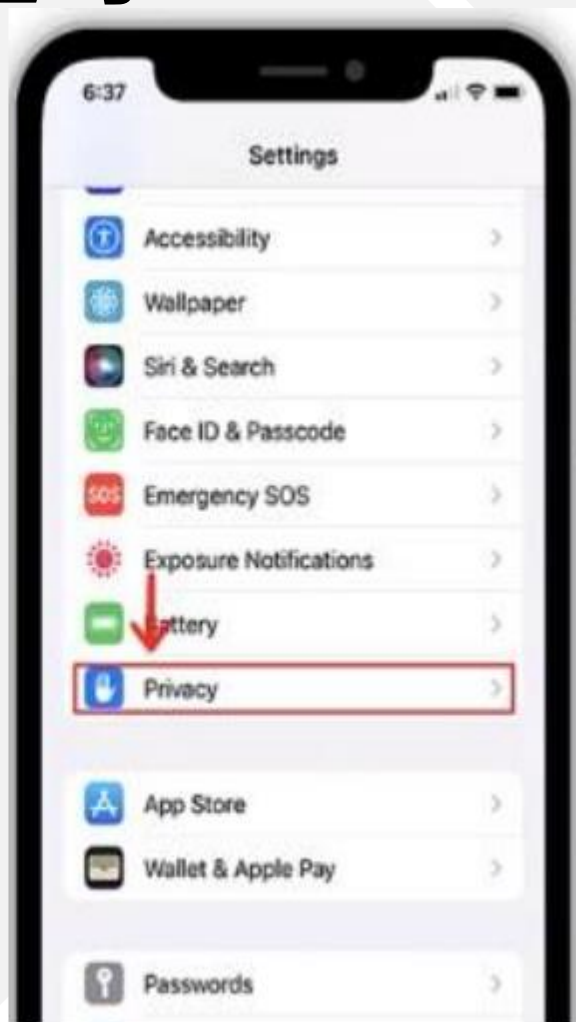 6:37
Settings
Accessibility
Wallpaper
Siri & Search
Face ID & Passcode
SOS
Emergency SOS
Exposure Notifications
Battery
Privacy
App Store
Wallet & Apple Pay
Passwords